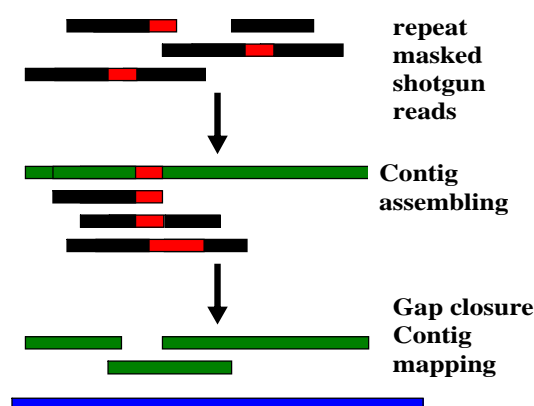 repeat
masked
shotgun
reads
Contig
assembling
Gap closure
Contig
mapping